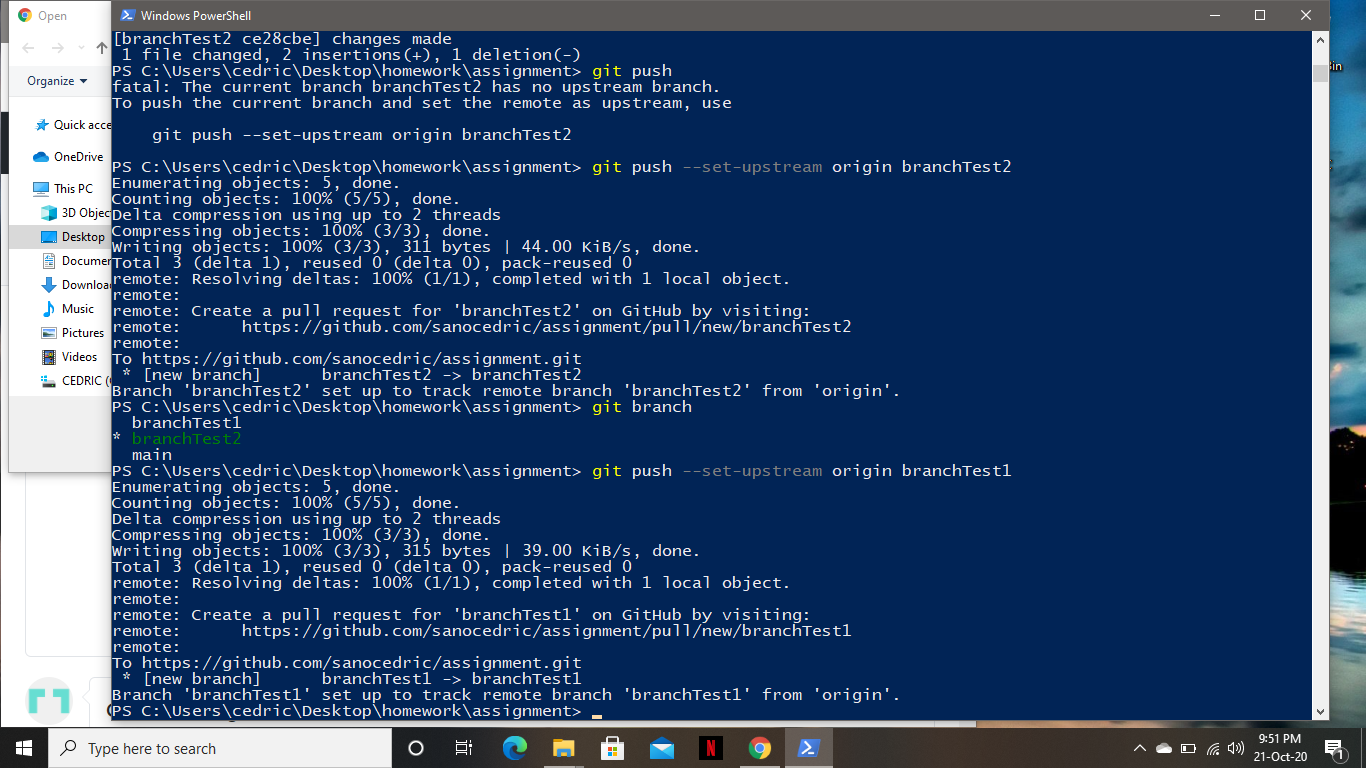 Open
Windows PowerShell
Organize
Quick acce
OneDrive
This PC
3D Objec
Desktop
Documen
Downloa
Music
Pictures
Videos
CEDRIC (
[branchTest2 ce28cbe] changes made
 1 file changed, 2 insertions(+), 1 deletion(-)
PS C:\Users\cedric\Desktop\homework\assignment> git push
fatal: The current branch branchTest2 has no upstream branch.
To push the current branch and set the remote as upstream, use
    git push --set-upstream origin branchTest2
PS C:\Users\cedric\Desktop\homework\assignment> git push --set-upstream origin branchTest2
Enumerating objects: 5, done.
Counting objects: 100% (5/5), done.
Delta compression using up to 2 threads
Compressing objects: 100% (3/3), done.
Writing objects: 100% (3/3), 311 bytes | 44.00 KiB/s, done.
Total 3 (delta 1), reused 0 (delta 0), pack-reused 0
remote: Resolving deltas: 100% (1/1), completed with 1 local object.
remote:
remote: Create a pull request for 'branchTest2' on GitHub by visiting:
remote:      https://github.com/sanocedric/assignment/pull/new/branchTest2
remote:
To https://github.com/sanocedric/assignment.git
 * [new branch]      branchTest2 -> branchTest2
Branch 'branchTest2' set up to track remote branch 'branchTest2' from 'origin'.
PS C:\Users\cedric\Desktop\homework\assignment> git branch
  branchTest1
* branchTest2
  main
PS C:\Users\cedric\Desktop\homework\assignment> git push --set-upstream origin branchTest1
Enumerating objects: 5, done.
Counting objects: 100% (5/5), done.
Delta compression using up to 2 threads
Compressing objects: 100% (3/3), done.
Writing objects: 100% (3/3), 315 bytes | 39.00 KiB/s, done.
Total 3 (delta 1), reused 0 (delta 0), pack-reused 0
remote: Resolving deltas: 100% (1/1), completed with 1 local object.
remote:
remote: Create a pull request for 'branchTest1' on GitHub by visiting:
remote:      https://github.com/sanocedric/assignment/pull/new/branchTest1
remote:
To https://github.com/sanocedric/assignment.git
 * [new branch]      branchTest1 -> branchTest1
Branch 'branchTest1' set up to track remote branch 'branchTest1' from 'origin'.
PS C:\Users\cedric\Desktop\homework\assignment>
Type here to search
N
9:51 PM
21-Oct-20
1